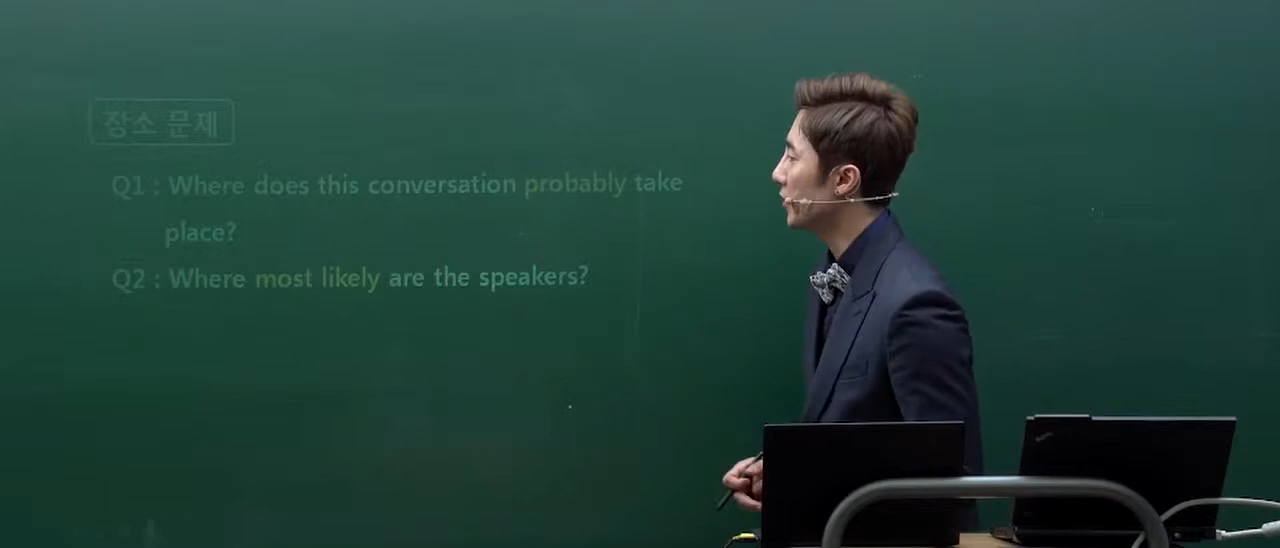 장소 문제
Q1 : Where does this conversation probably take
place?
Q2 : Where most likely are the speakers?